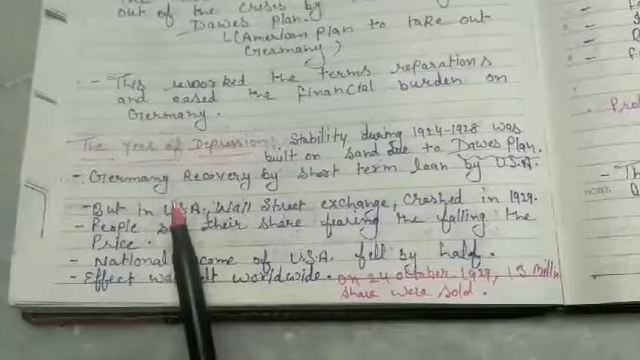 out of the crisis by
Dawes Plan.
(American plan to take out
Germany)
- This reworked the terms reparations
and eased the financial burden on
Germany.
The Year of Depression: Stability during 1924-1928 was
built on sand due to Dawes Plan.
- Germany Recovery by short term loan by U.S.A.
- But in U.S.A., Wall Street exchange, crashed in 1929.
- People their share fearing the falling the
Price.
- National of U.S.A. fell by half.
- Effect worldwide. on 24 october 1929, 13
share were sold.
NOTES